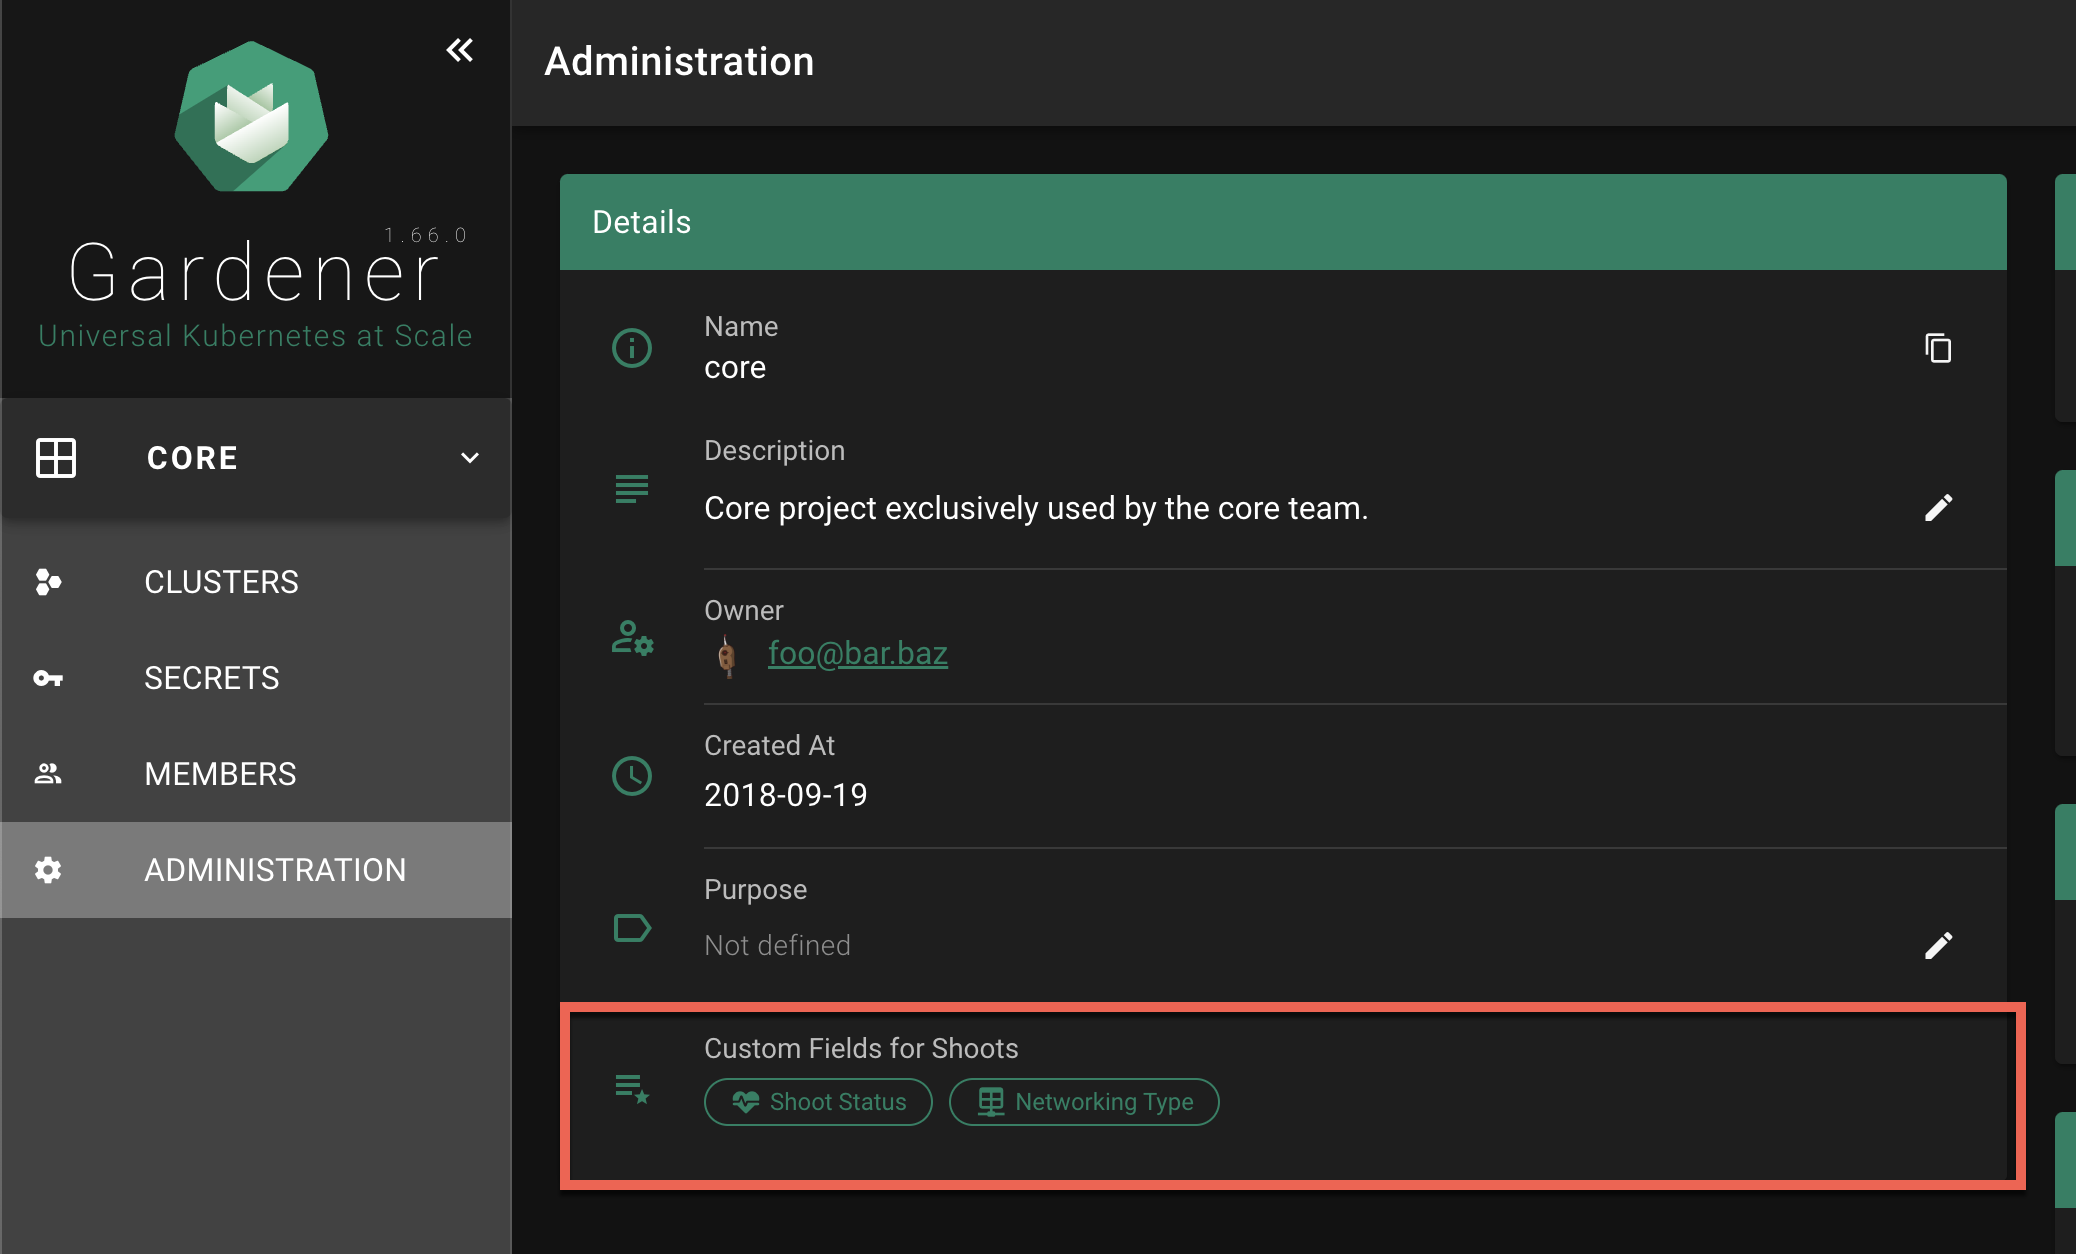 1.66.0
Gardener
Universal Kubernetes at Scale
CORE
CLUSTERS
SECRETS
MEMBERS
ADMINISTRATION
Administration
Details
Name
core
Description
Core project exclusively used by the core team.
Owner
foo@bar.baz
Created At
2018-09-19
Purpose
Not defined
Custom Fields for Shoots
Shoot Status
Networking Type